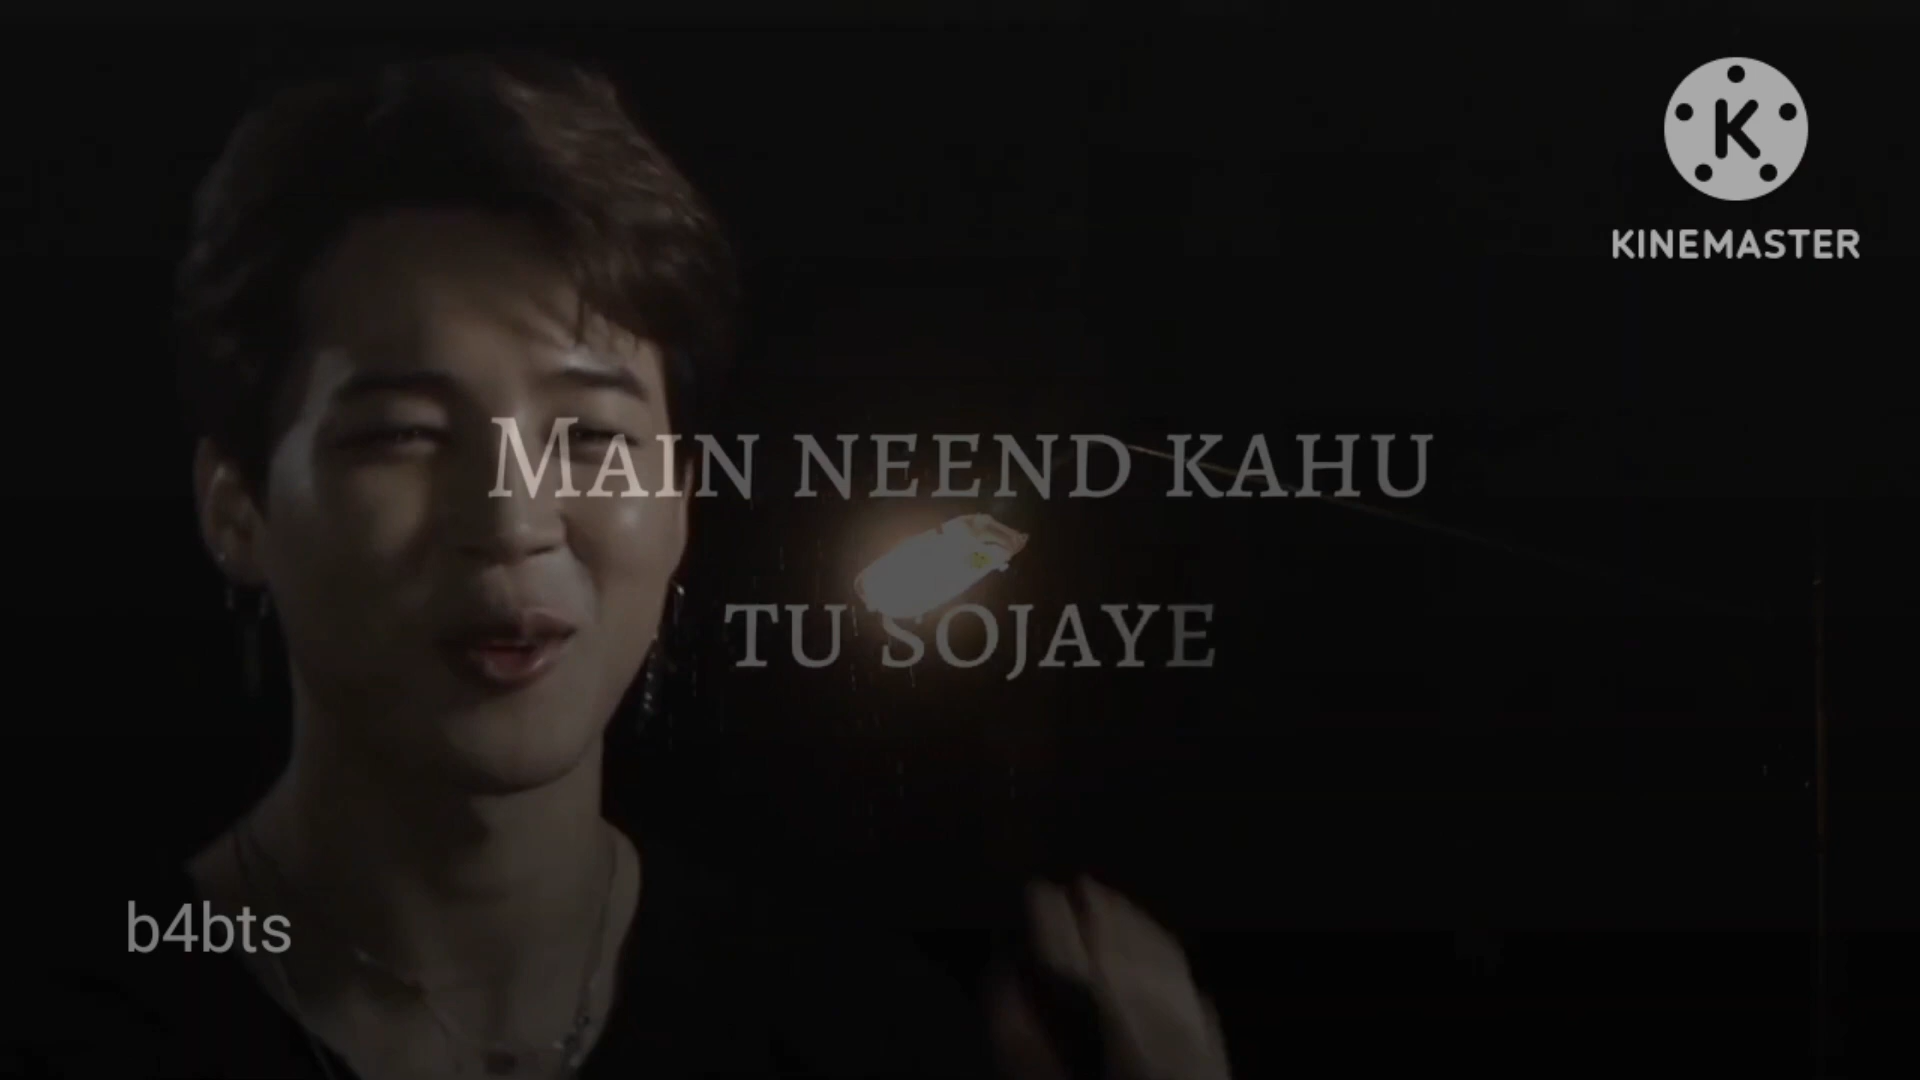 K
KINEMASTER
MAIN NEEND KAHU
TU SOJAYE
b4bts